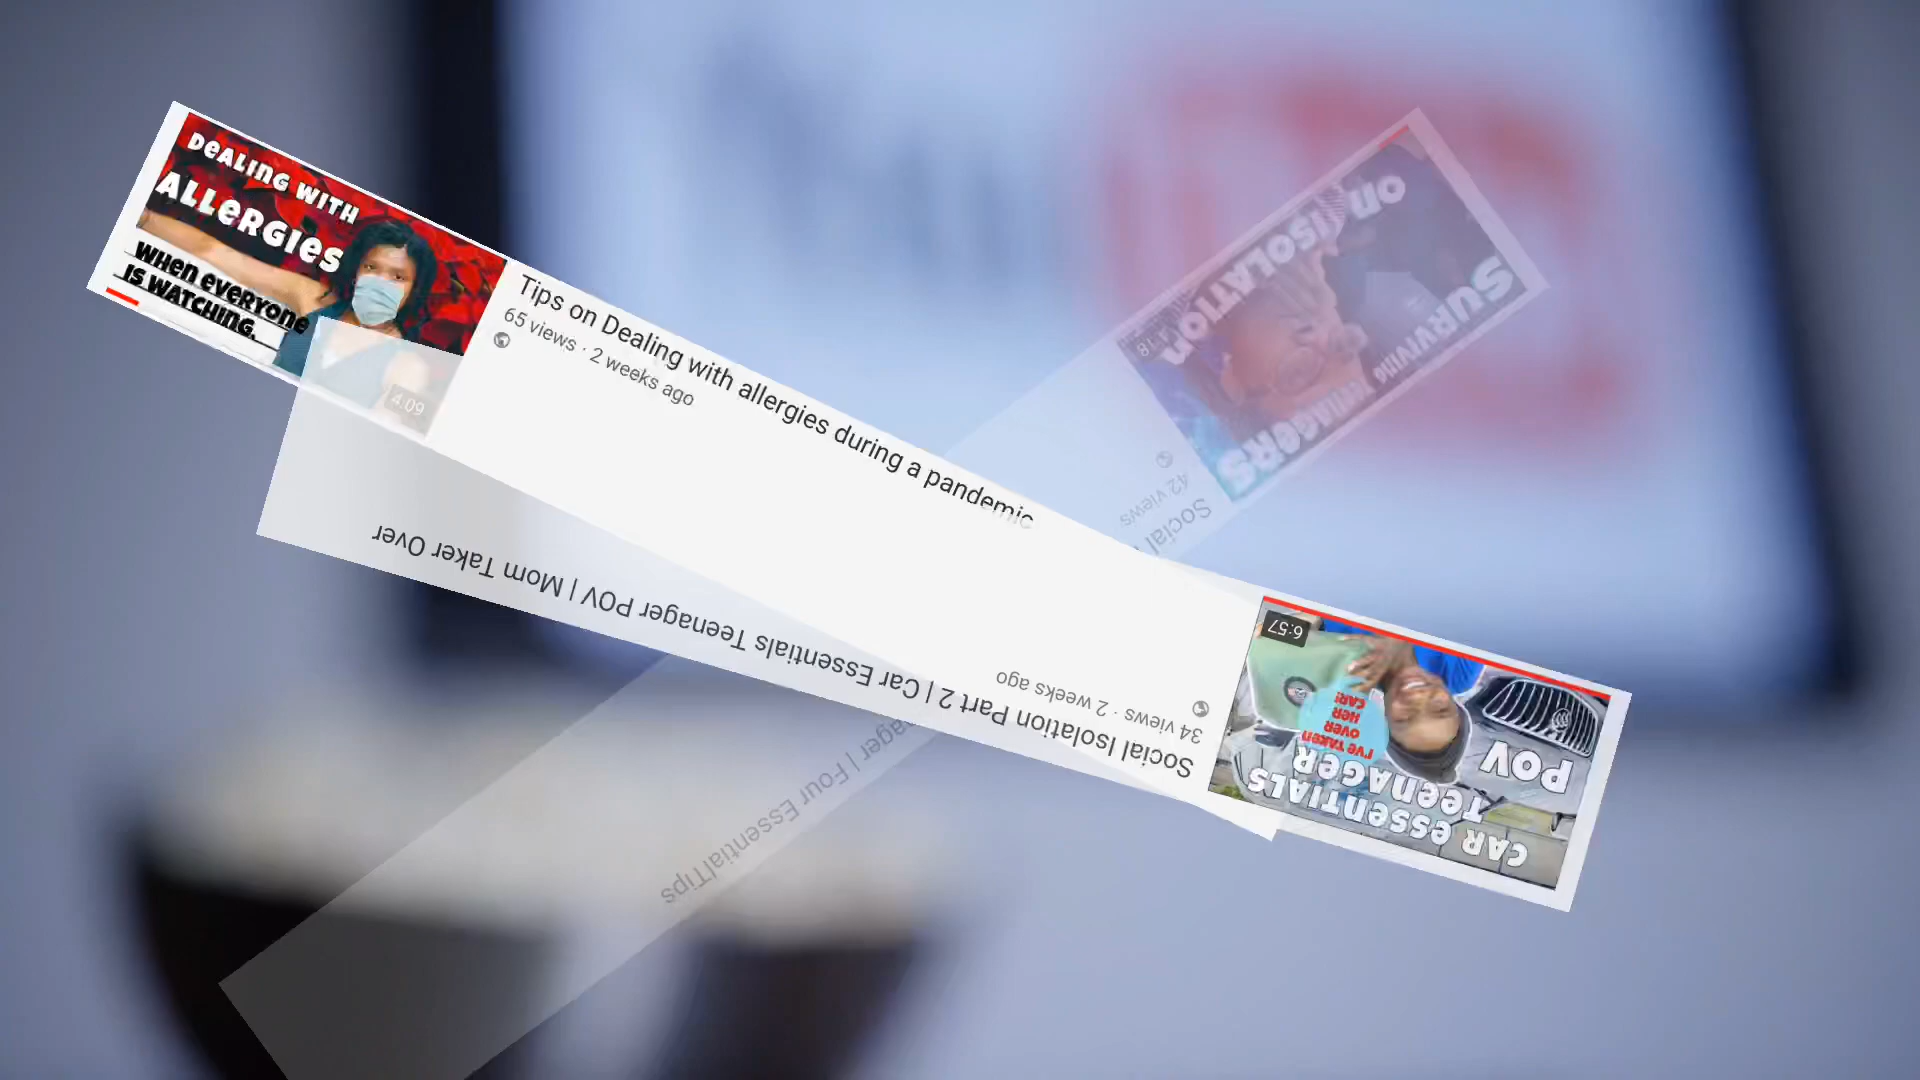 DEALING WITH
ALLERGIES
WHEN EVERYONE
IS WATCHING.
4:09
Tips on Dealing with allergies during a pandemic
65 views · 2 weeks ago
ON ISOLATION
SURVIVING TEENAGERS
42 views
Social
EssentialTips
Four
Social Isolation Part 2 | Car Essentials Teenager POV | Mom Taker Over
34 views · 2 weeks ago
CAR ESSENTIALS
TEENAGER
POV
I'VE TAKEN
OVER
HER
CAR!
6:57